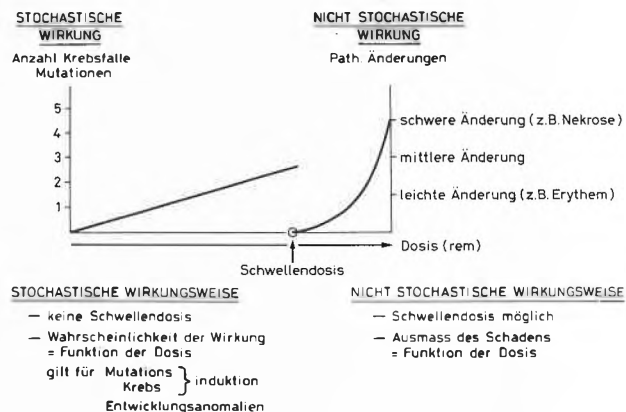 STOCHASTISCHE
WIRKUNG
Anzahl Krebsfalle
Mutationen
NICHT STOCHASTISCHE
WIRKUNG
Path. Änderungen
5
4
3
2
1
schwere Änderung (z.B. Nekrose)
mittlere Änderung
leichte Änderung (z.B. Erythem)
Dosis (rem)
Schwellendosis
STOCHASTISCHE WIRKUNGSWEISE
— keine Schwellendosis
— Wahrscheinlichkeit der Wirkung
= Funktion der Dosis
gilt für Mutations
Krebs } induktion
Entwicklungsanomalien
NICHT STOCHASTISCHE WIRKUNGSWEISE
— Schwellendosis möglich
— Ausmass des Schadens
= Funktion der Dosis